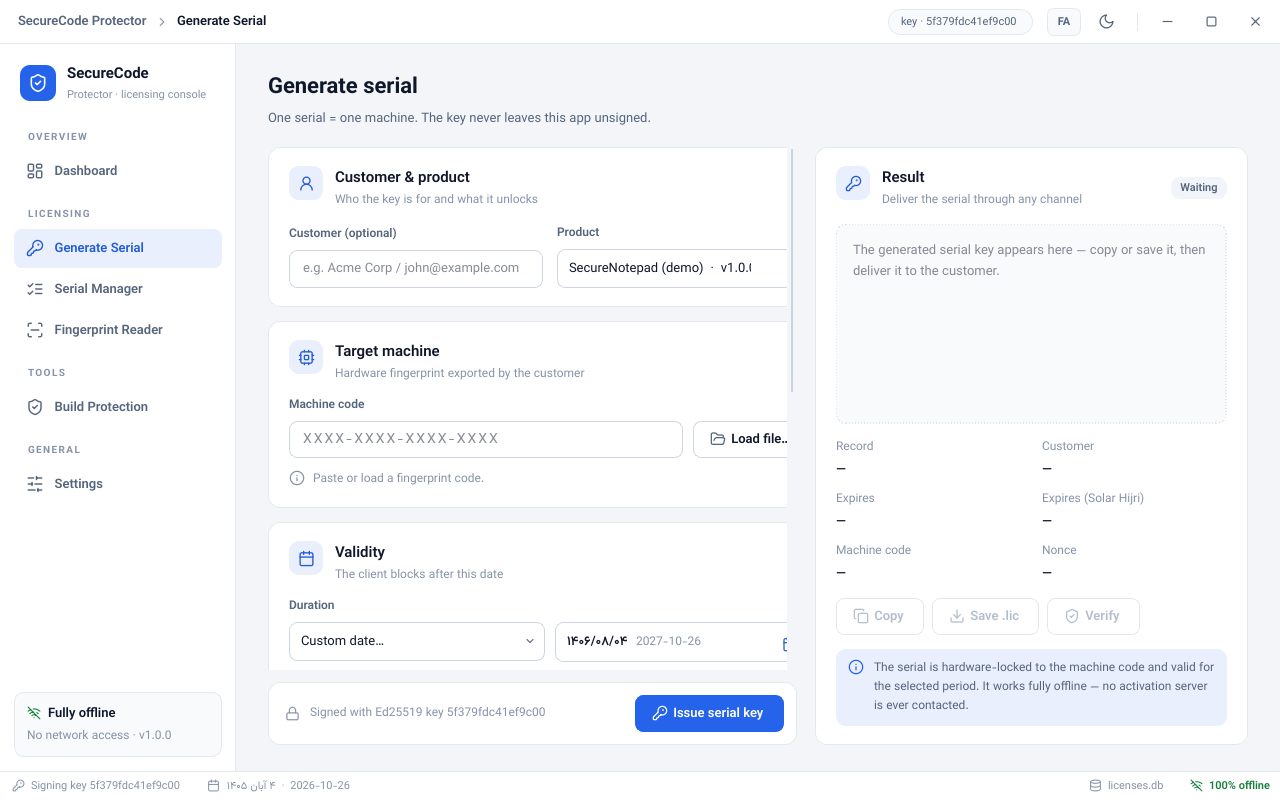 SecureCode Protector > Generate Serial
key · 5f379fdc41ef9c00
FA
SecureCode
Protector · licensing console
OVERVIEW
Dashboard
LICENSING
Generate Serial
Serial Manager
Fingerprint Reader
TOOLS
Build Protection
GENERAL
Settings
Fully offline
No network access · v1.0.0
Generate serial
One serial = one machine. The key never leaves this app unsigned.
Customer & product
Who the key is for and what it unlocks
Customer (optional)
Product
e.g. Acme Corp / john@example.com
SecureNotepad (demo) · v1.0.0
Target machine
Hardware fingerprint exported by the customer
Machine code
XXXX-XXXX-XXXX-XXXX
Load file…
Paste or load a fingerprint code.
Validity
The client blocks after this date
Duration
Custom date…
۱۴۰۶/۰۸/۰۴ 2027-10-26
Signed with Ed25519 key 5f379fdc41ef9c00
Issue serial key
Result
Deliver the serial through any channel
Waiting
The generated serial key appears here — copy or save it, then
deliver it to the customer.
Record
–
Customer
–
Expires
–
Expires (Solar Hijri)
–
Machine code
–
Nonce
–
Copy
Save .lic
Verify
The serial is hardware-locked to the machine code and valid for
the selected period. It works fully offline — no activation server
is ever contacted.
Signing key 5f379fdc41ef9c00
۴ آبان ۱۴۰۵ · 2026-10-26
licenses.db
100% offline